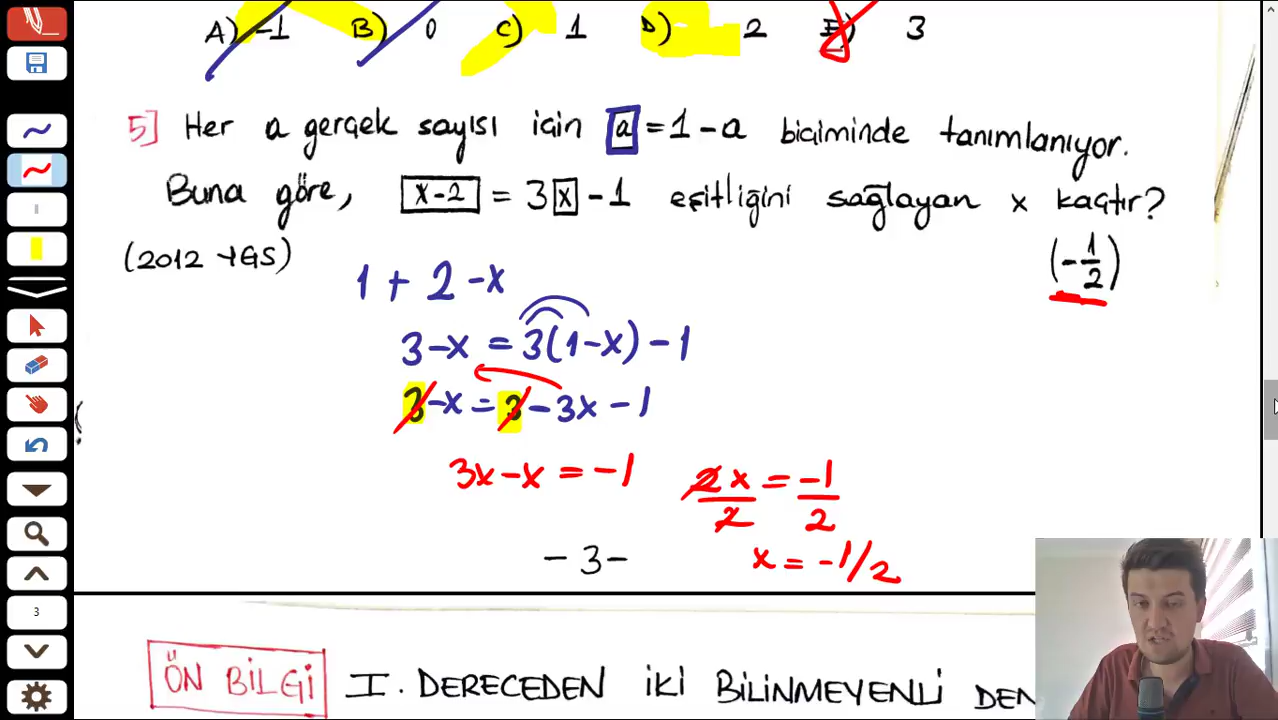 A) -1 B) 0 C) 1 D) 2 E) 3
5] Her a gerçek sayısı için a = 1 - a biçiminde tanımlanıyor.
Buna göre, x-2 = 3 x - 1 eşitliğini sağlayan x kaçtır?
(2012 - YGS)
(-1/2)
1 + 2 - x
3 - x = 3(1 - x) - 1
3 - x = 3 - 3x - 1
3x - x = -1
2x/2 = -1/2
x = -1/2
- 3 -
3
ÖN BİLGİ I. DERECEDEN İKİ BİLİNMEYENLİ DEN